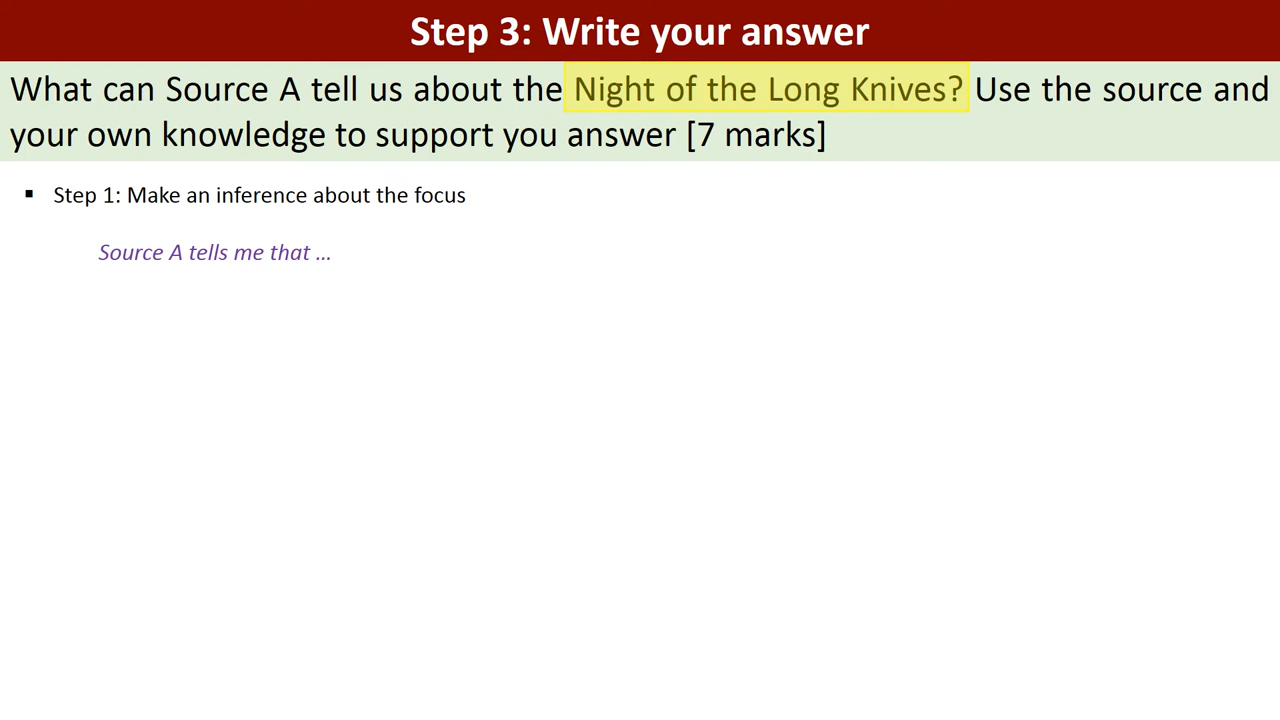 Step 3: Write your answer
What can Source A tell us about the Night of the Long Knives? Use the source and
your own knowledge to support you answer [7 marks]
▪ Step 1: Make an inference about the focus
Source A tells me that ...